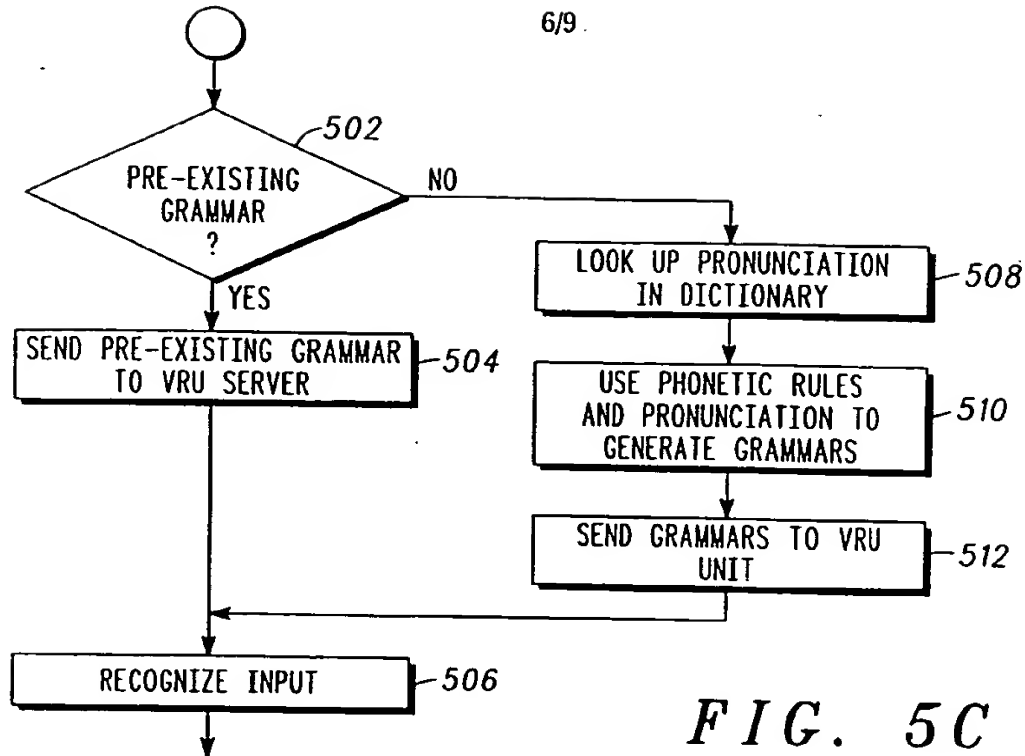 6/9
502
PRE-EXISTING
GRAMMAR
?
NO
YES
SEND PRE-EXISTING GRAMMAR
TO VRU SERVER
504
LOOK UP PRONUNCIATION
IN DICTIONARY
508
USE PHONETIC RULES
AND PRONUNCIATION TO
GENERATE GRAMMARS
510
SEND GRAMMARS TO VRU
UNIT
512
RECOGNIZE INPUT
506
FIG. 5C